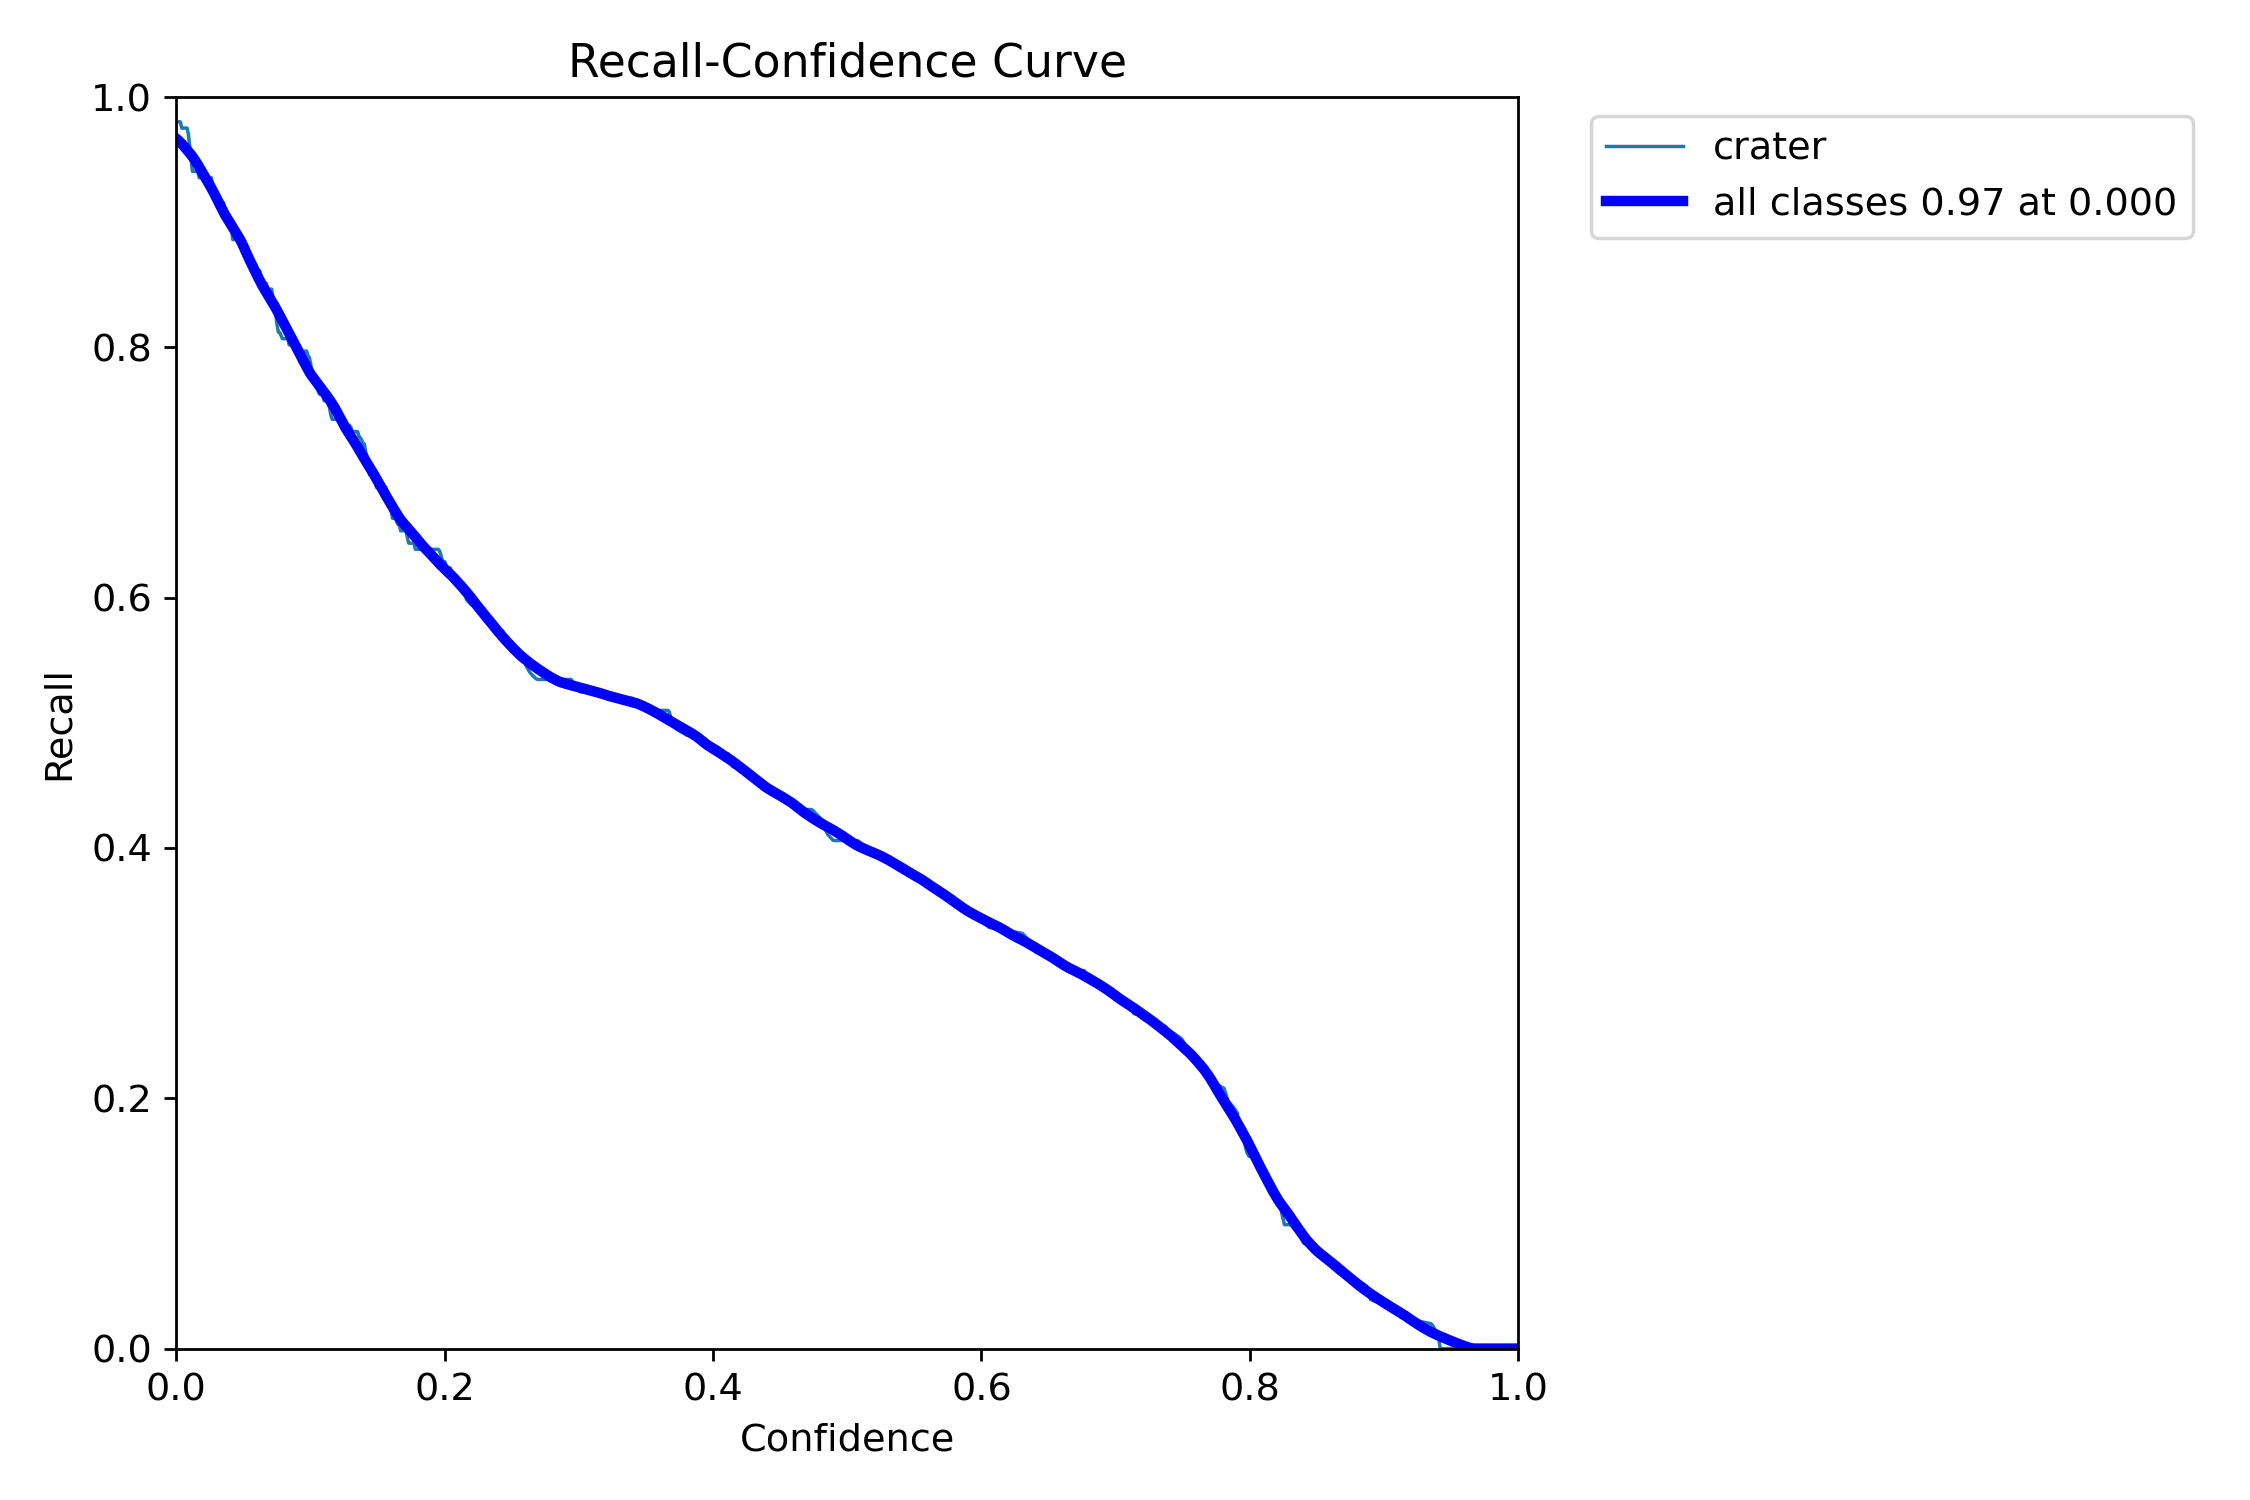 Recall-Confidence Curve
1.0
0.8
0.6
0.4
0.2
0.0
Recall
0.0 0.2 0.4 0.6 0.8 1.0
Confidence
crater
all classes 0.97 at 0.000